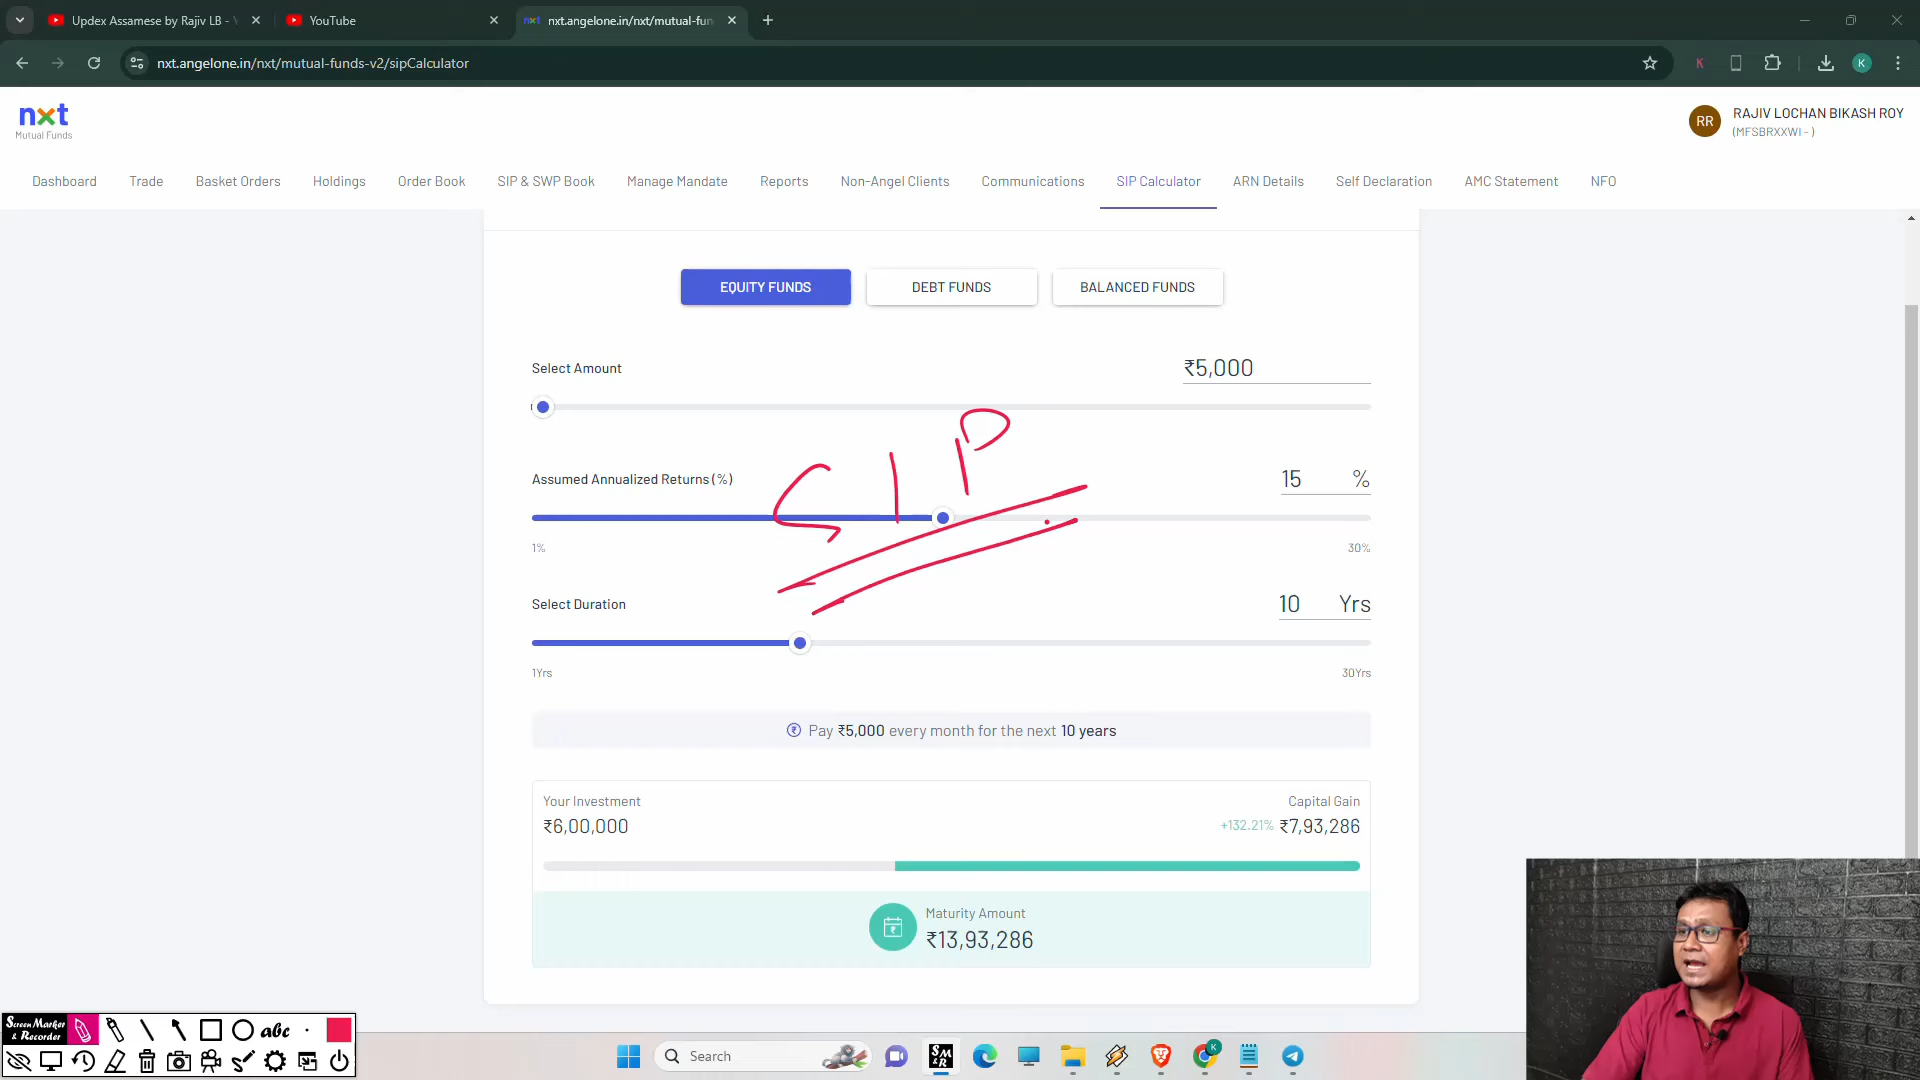 Updex Assamese by Rajiv LB -
YouTube
nxt nxt.angelone.in/nxt/mutual-fun
nxt.angelone.in/nxt/mutual-funds-v2/sipCalculator
K
K
nxt
Mutual Funds
RR
RAJIV LOCHAN BIKASH ROY
(MFSBRXXWI - )
Dashboard Trade Basket Orders Holdings Order Book SIP & SWP Book Manage Mandate Reports Non-Angel Clients Communications SIP Calculator ARN Details Self Declaration AMC Statement NFO
EQUITY FUNDS DEBT FUNDS BALANCED FUNDS
Select Amount ₹5,000
SIP
Assumed Annualized Returns (%) 15 %
1% 30%
Select Duration 10 Yrs
1Yrs 30Yrs
Pay ₹5,000 every month for the next 10 years
Your Investment Capital Gain
₹6,00,000 +132.21% ₹7,93,286
Maturity Amount
₹13,93,286
Screen Marker & Recorder
abc
Search
S M & R
K